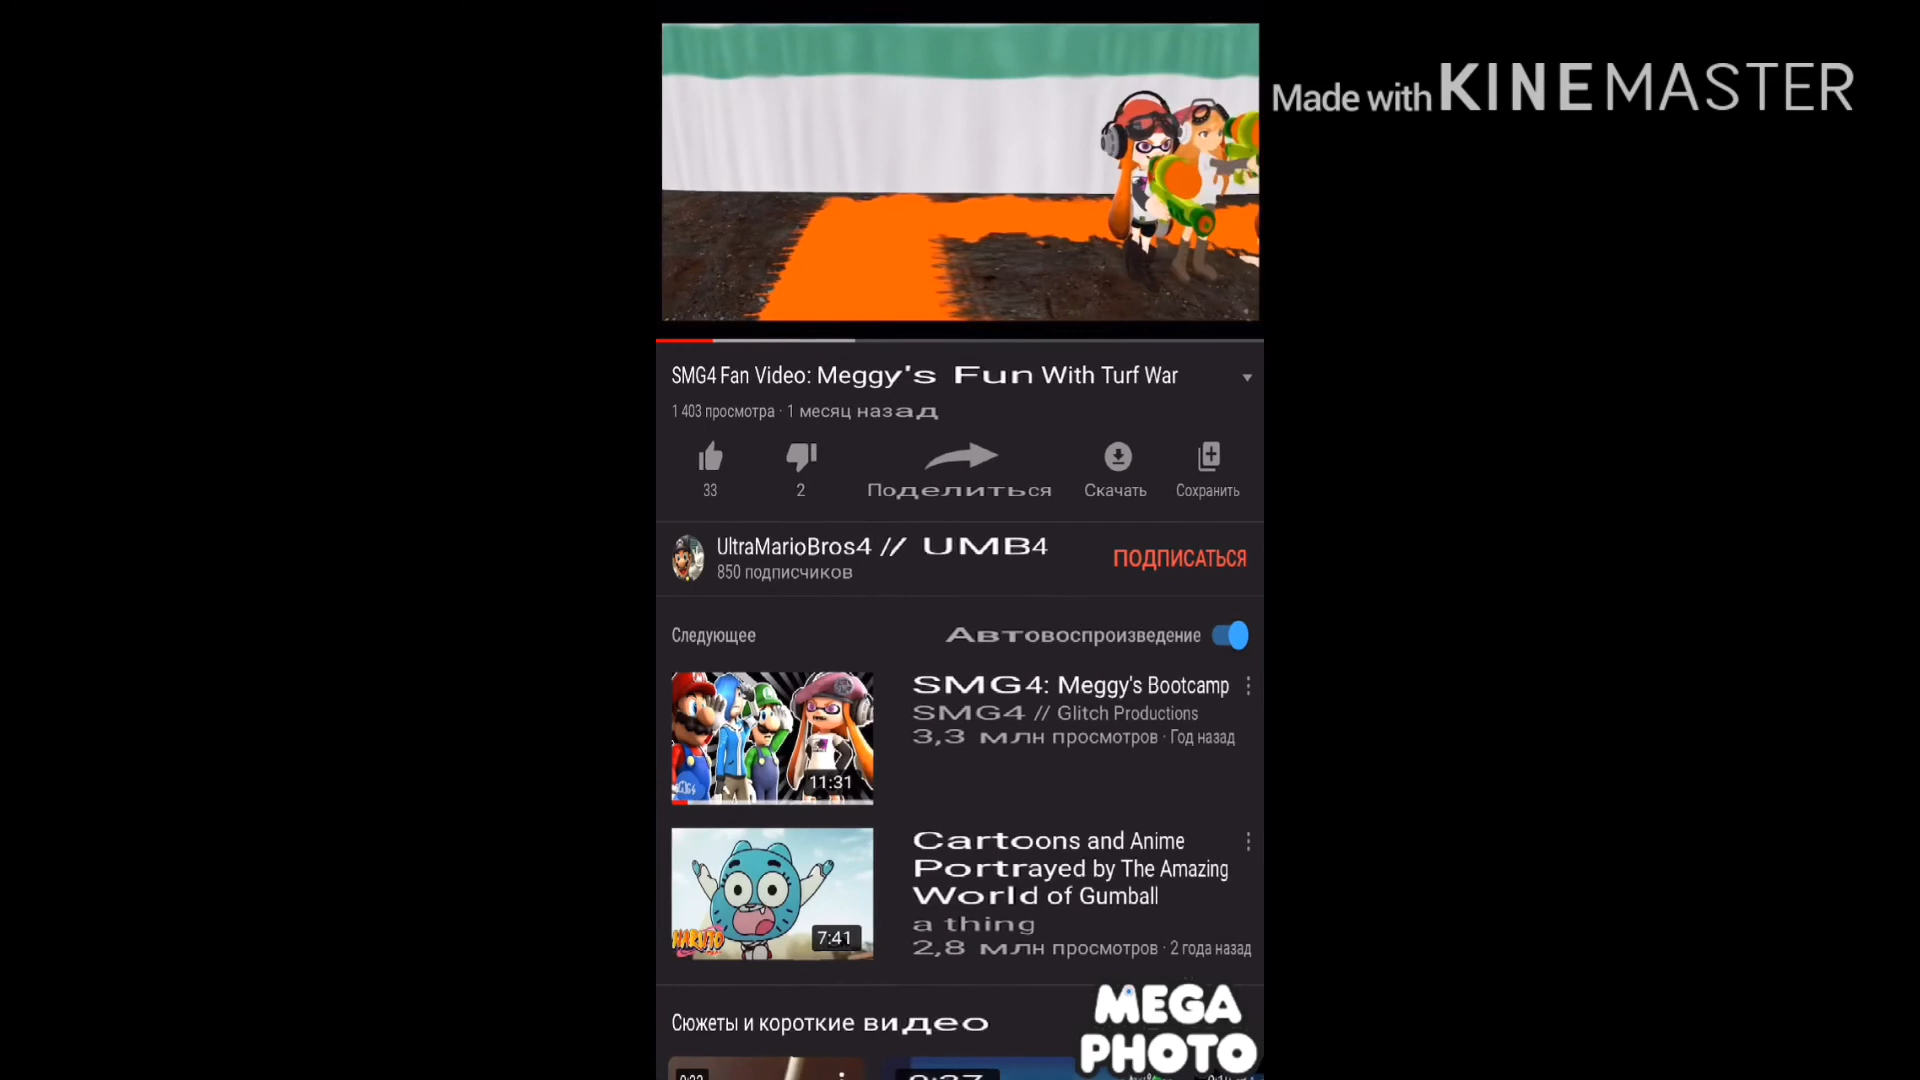 Made with KINEMASTER
SMG4 Fan Video: Meggy's Fun With Turf War
1 403 просмотра · 1 месяц назад
33
2
Поделиться
Скачать
Сохранить
UltraMarioBros4 // UMB4
850 подписчиков
ПОДПИСАТЬСЯ
Следующее
Автовоспроизведение
SMG4: Meggy's Bootcamp
SMG4 // Glitch Productions
3,3 млн просмотров · Год назад
11:31
Cartoons and Anime
Portrayed by The Amazing
World of Gumball
a thing
2,8 млн просмотров · 2 года назад
NARUTO
7:41
Сюжеты и короткие видео
MEGA
PHOTO